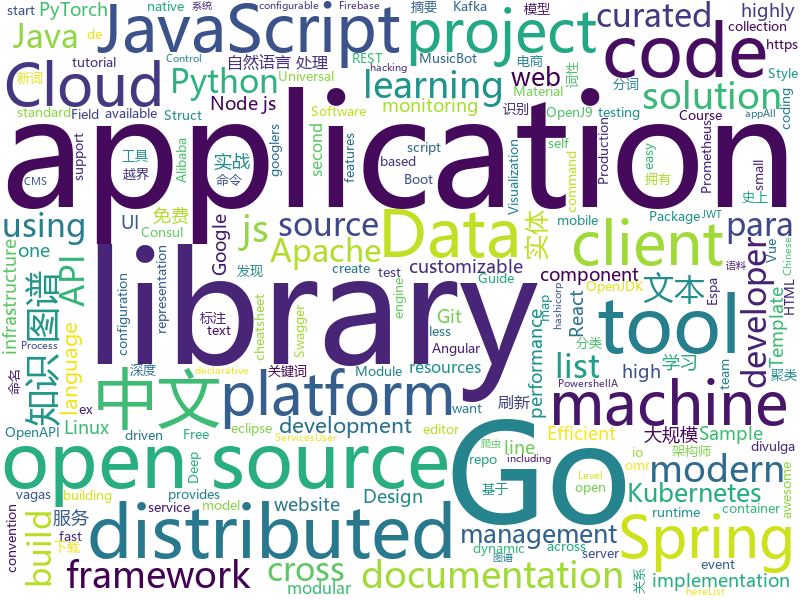 start PyTorch native 摘要 Kafka 模型 configurable Firebase 系统
de JavaScript project curated collection
新词 Java 自然语言 处理 REST MusicBot 电商 highly Control https
Cloud Python tutorial Universal Material 词性 hacking Style
standard Field available Struct Node js learning web 分词 solution
code monitoring 识别 OpenJ9 testing Course coding
application
support 工具 越界 Alibaba 实战 命令 googlers second script features based Software Boot self Visualization Production Prometheus easy 拥有 appAll 史上 small
CMS 免费 Consul UI js Data command 实体 mobile Package JWT
using source client para
infrastructure one API Google Apache customizable component 文本 developer Vue Chinese 语料 HTML
知识 图谱 library test create Git Guide React map tool Template
language configuration representation 发现 text 标注 cheatsheet Swagger engine OpenJDK less Angular resources performance list 学习 分类 聚类 hashicorp
命名 深度 关键词 Module high PowershellA team
中文 platform machine
Process declarative
OpenAPI Linux ex development 刷新 大规模 Sample divulga
driven Free eclipse ServicesUser editor line Efficient io 架构师 omr
open source Go modern
vagas Deep building repo 爬虫 including Level
convention build 服务 provides website Design 基于 open Kubernetes awesome
distributed management
service model dynamic 图谱 runtime container
下载 framework fast cross documentation 关系 implementation
modular across server event want hereList